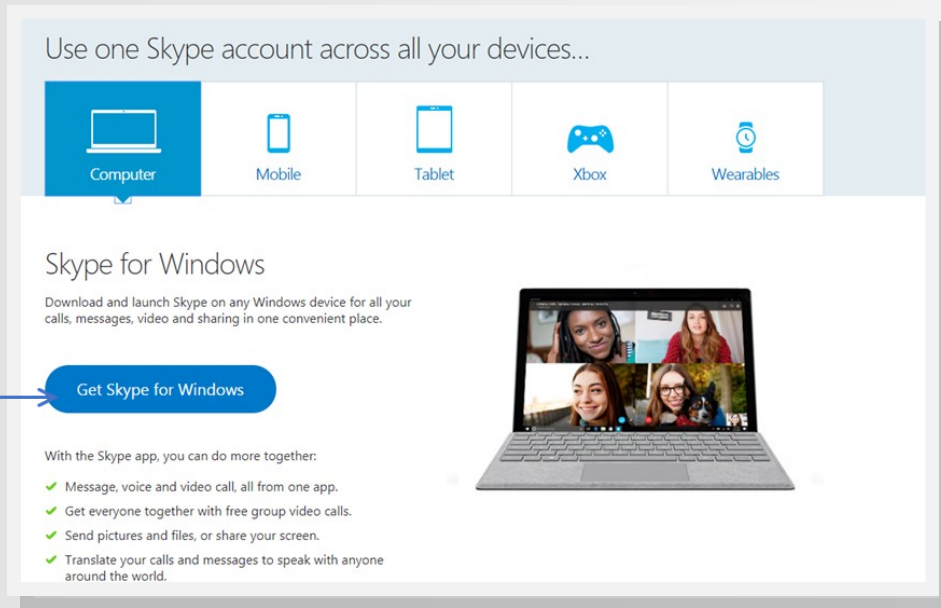 Use one Skype account across all your devices...
Computer
Mobile
Tablet
Xbox
Wearables
Skype for Windows
Download and launch Skype on any Windows device for all your
calls, messages, video and sharing in one convenient place.
Get Skype for Windows
With the Skype app, you can do more together:
Message, voice and video call, all from one app.
Get everyone together with free group video calls.
Send pictures and files, or share your screen.
Translate your calls and messages to speak with anyone
around the world.